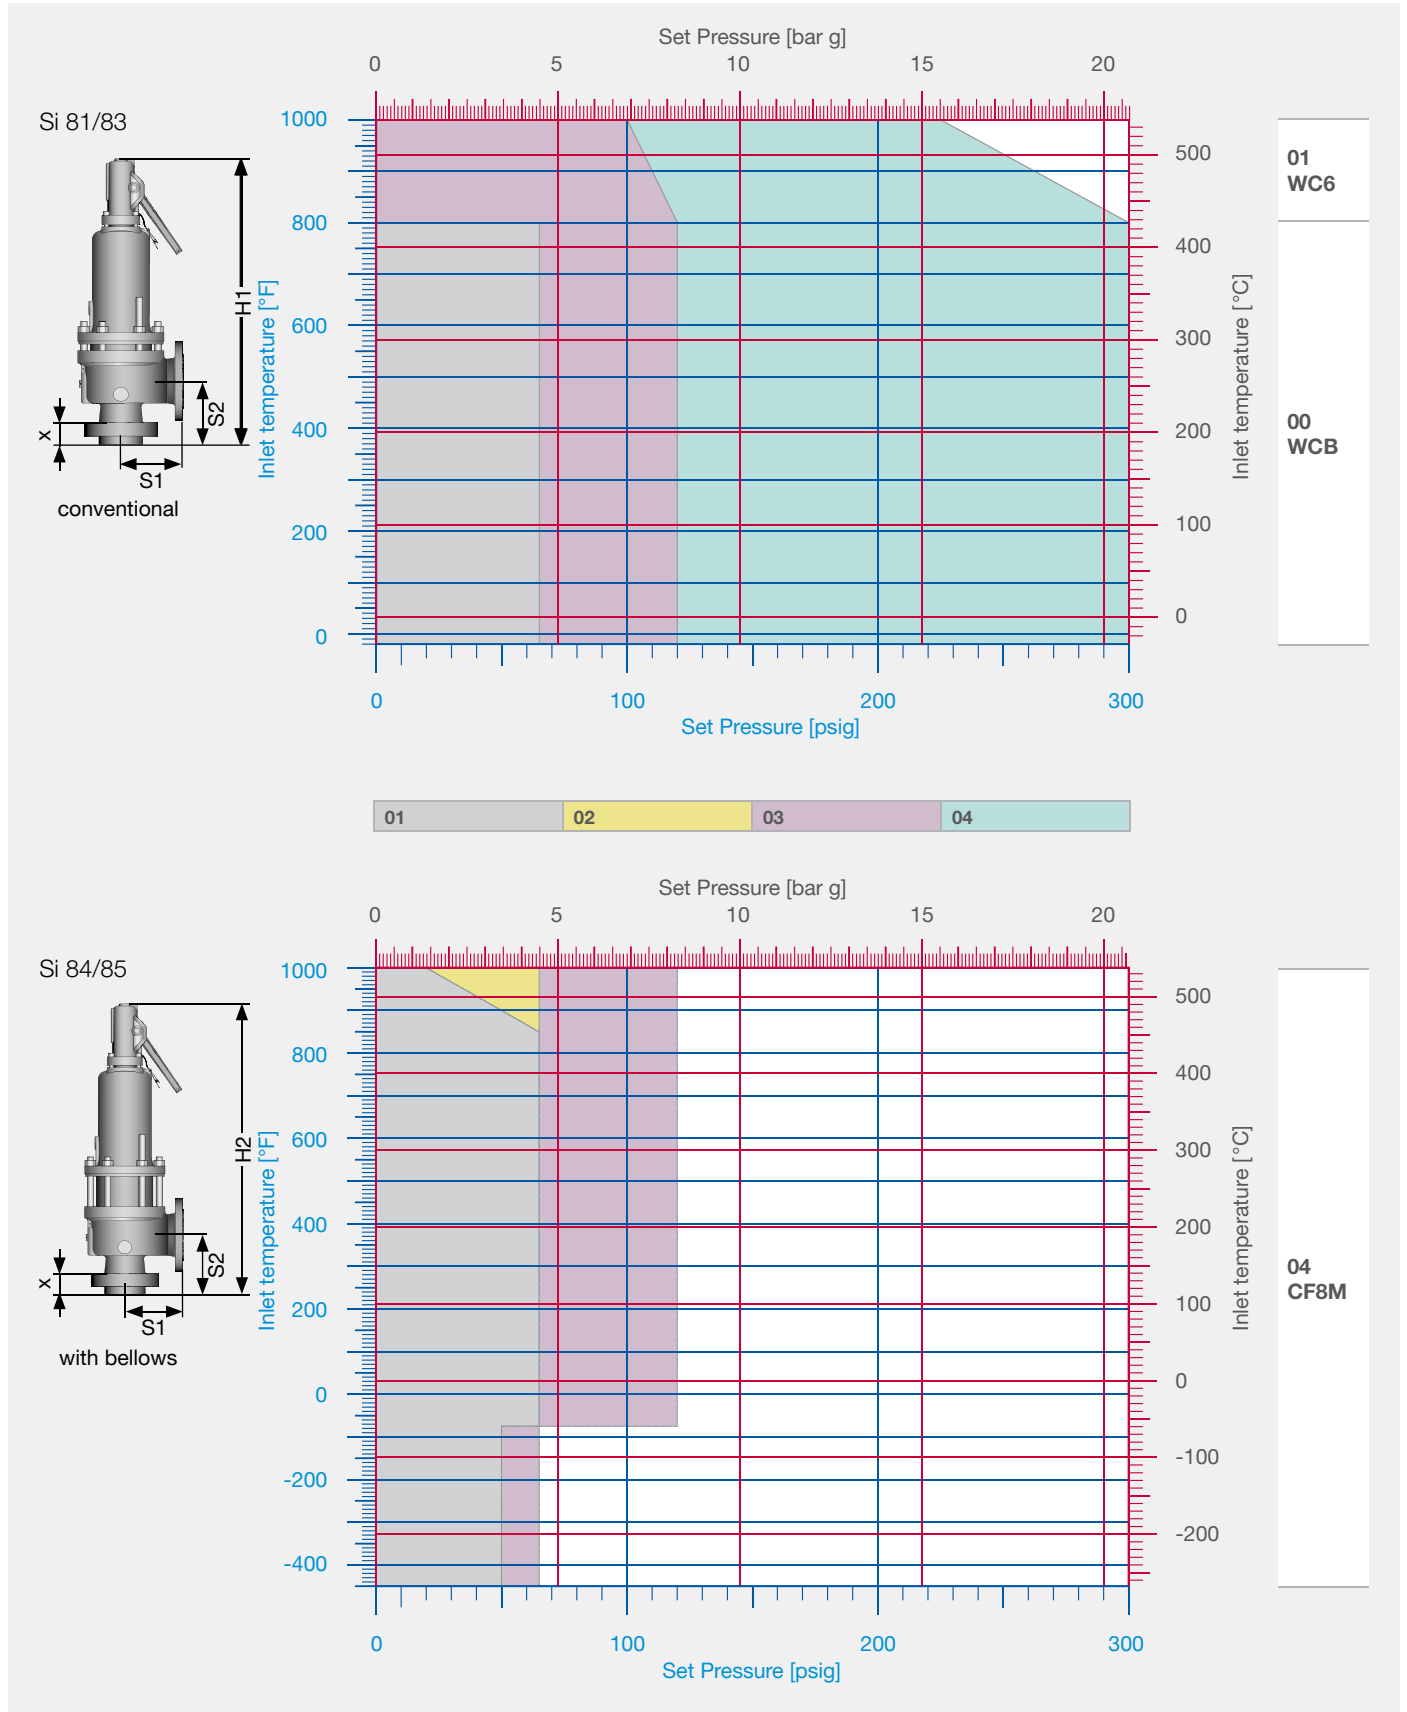 Set Pressure [bar g]
0 5 10 15 20
Si 81/83
H1
S2
x
S1
conventional
Inlet temperature [°F]
1000
800
600
400
200
0
500
400
300
200
100
0
Inlet temperature [°C]
01
WC6
00
WCB
0 100 200 300
Set Pressure [psig]
01 02 03 04
Set Pressure [bar g]
0 5 10 15 20
Si 84/85
H2
S2
x
S1
with bellows
Inlet temperature [°F]
1000
800
600
400
200
0
-200
-400
500
400
300
200
100
0
-100
-200
Inlet temperature [°C]
04
CF8M
0 100 200 300
Set Pressure [psig]